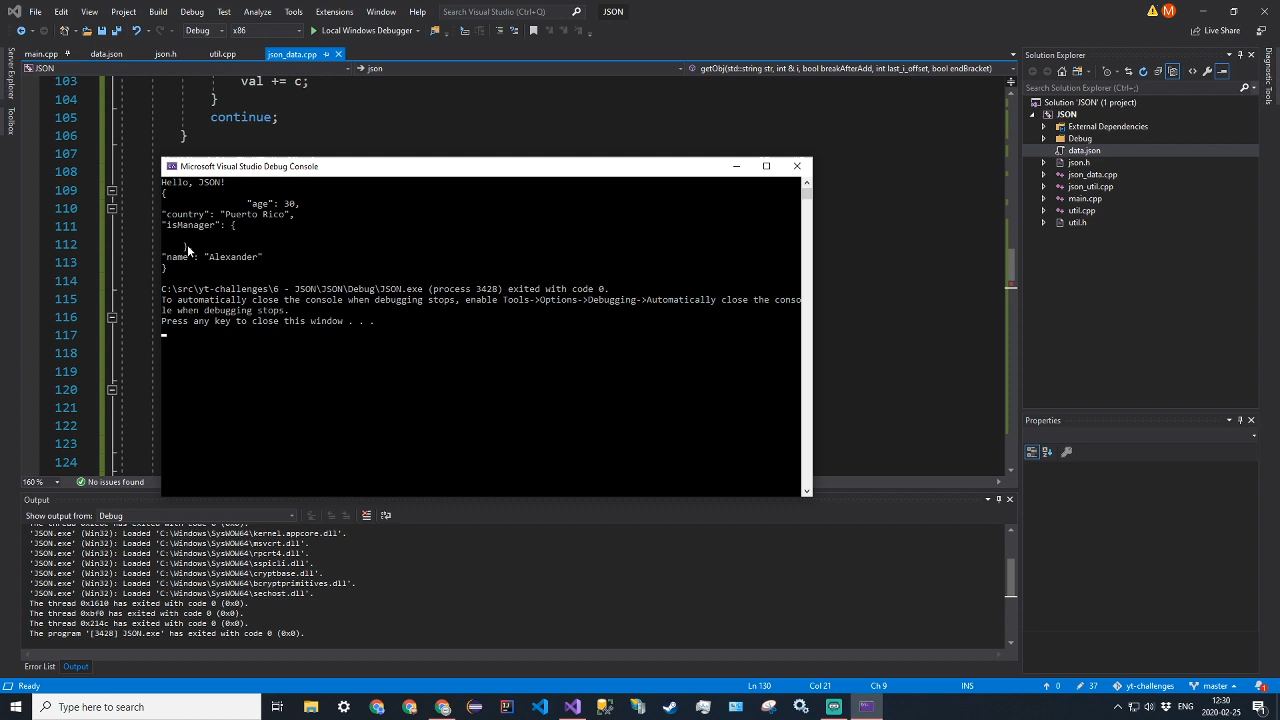 File Edit View Project Build Debug Test Analyze Tools Extensions Window Help Search Visual Studio JSON M
Debug x86 Local Windows Debugger Live Share
main.cpp data.json json.h util.cpp json_data.cpp Solution Explorer
JSON json getObj(std::string str, int & i, bool breakAfterAdd, int last_i_offset, bool endBracket)
Server Explorer
Toolbox
Diagnostic Tools
Search Solution Explorer (Ctrl+;)
Solution 'JSON' (1 project)
JSON
External Dependencies
Debug
data.json
json.h
json_data.cpp
json_util.cpp
main.cpp
util.cpp
util.h
103 val += c;
104 }
105 continue;
106 }
107
108
109
110
111
112
113
114
115
116
117
118
119
120
121
122
123
124
Microsoft Visual Studio Debug Console
Hello, JSON!
{
"age": 30,
"country": "Puerto Rico",
"isManager": {
}
"name": "Alexander"
}
C:\src\yt-challenges\6 - JSON\JSON\Debug\JSON.exe (process 3428) exited with code 0.
To automatically close the console when debugging stops, enable Tools->Options->Debugging->Automatically close the conso
le when debugging stops.
Press any key to close this window . . .
Properties
160 % No issues found
Output
Show output from: Debug
'JSON.exe' (Win32): Loaded 'C:\Windows\SysWOW64\kernel.appcore.dll'.
'JSON.exe' (Win32): Loaded 'C:\Windows\SysWOW64\msvcrt.dll'.
'JSON.exe' (Win32): Loaded 'C:\Windows\SysWOW64\rpcrt4.dll'.
'JSON.exe' (Win32): Loaded 'C:\Windows\SysWOW64\sspicli.dll'.
'JSON.exe' (Win32): Loaded 'C:\Windows\SysWOW64\cryptbase.dll'.
'JSON.exe' (Win32): Loaded 'C:\Windows\SysWOW64\bcryptprimitives.dll'.
'JSON.exe' (Win32): Loaded 'C:\Windows\SysWOW64\sechost.dll'.
The thread 0x1610 has exited with code 0 (0x0).
The thread 0xbf0 has exited with code 0 (0x0).
The thread 0x214c has exited with code 0 (0x0).
The program '[3428] JSON.exe' has exited with code 0 (0x0).
Error List Output
Ready Ln 130 Col 21 Ch 9 INS 0 37 yt-challenges master 1
Type here to search 12:30
2020-02-25